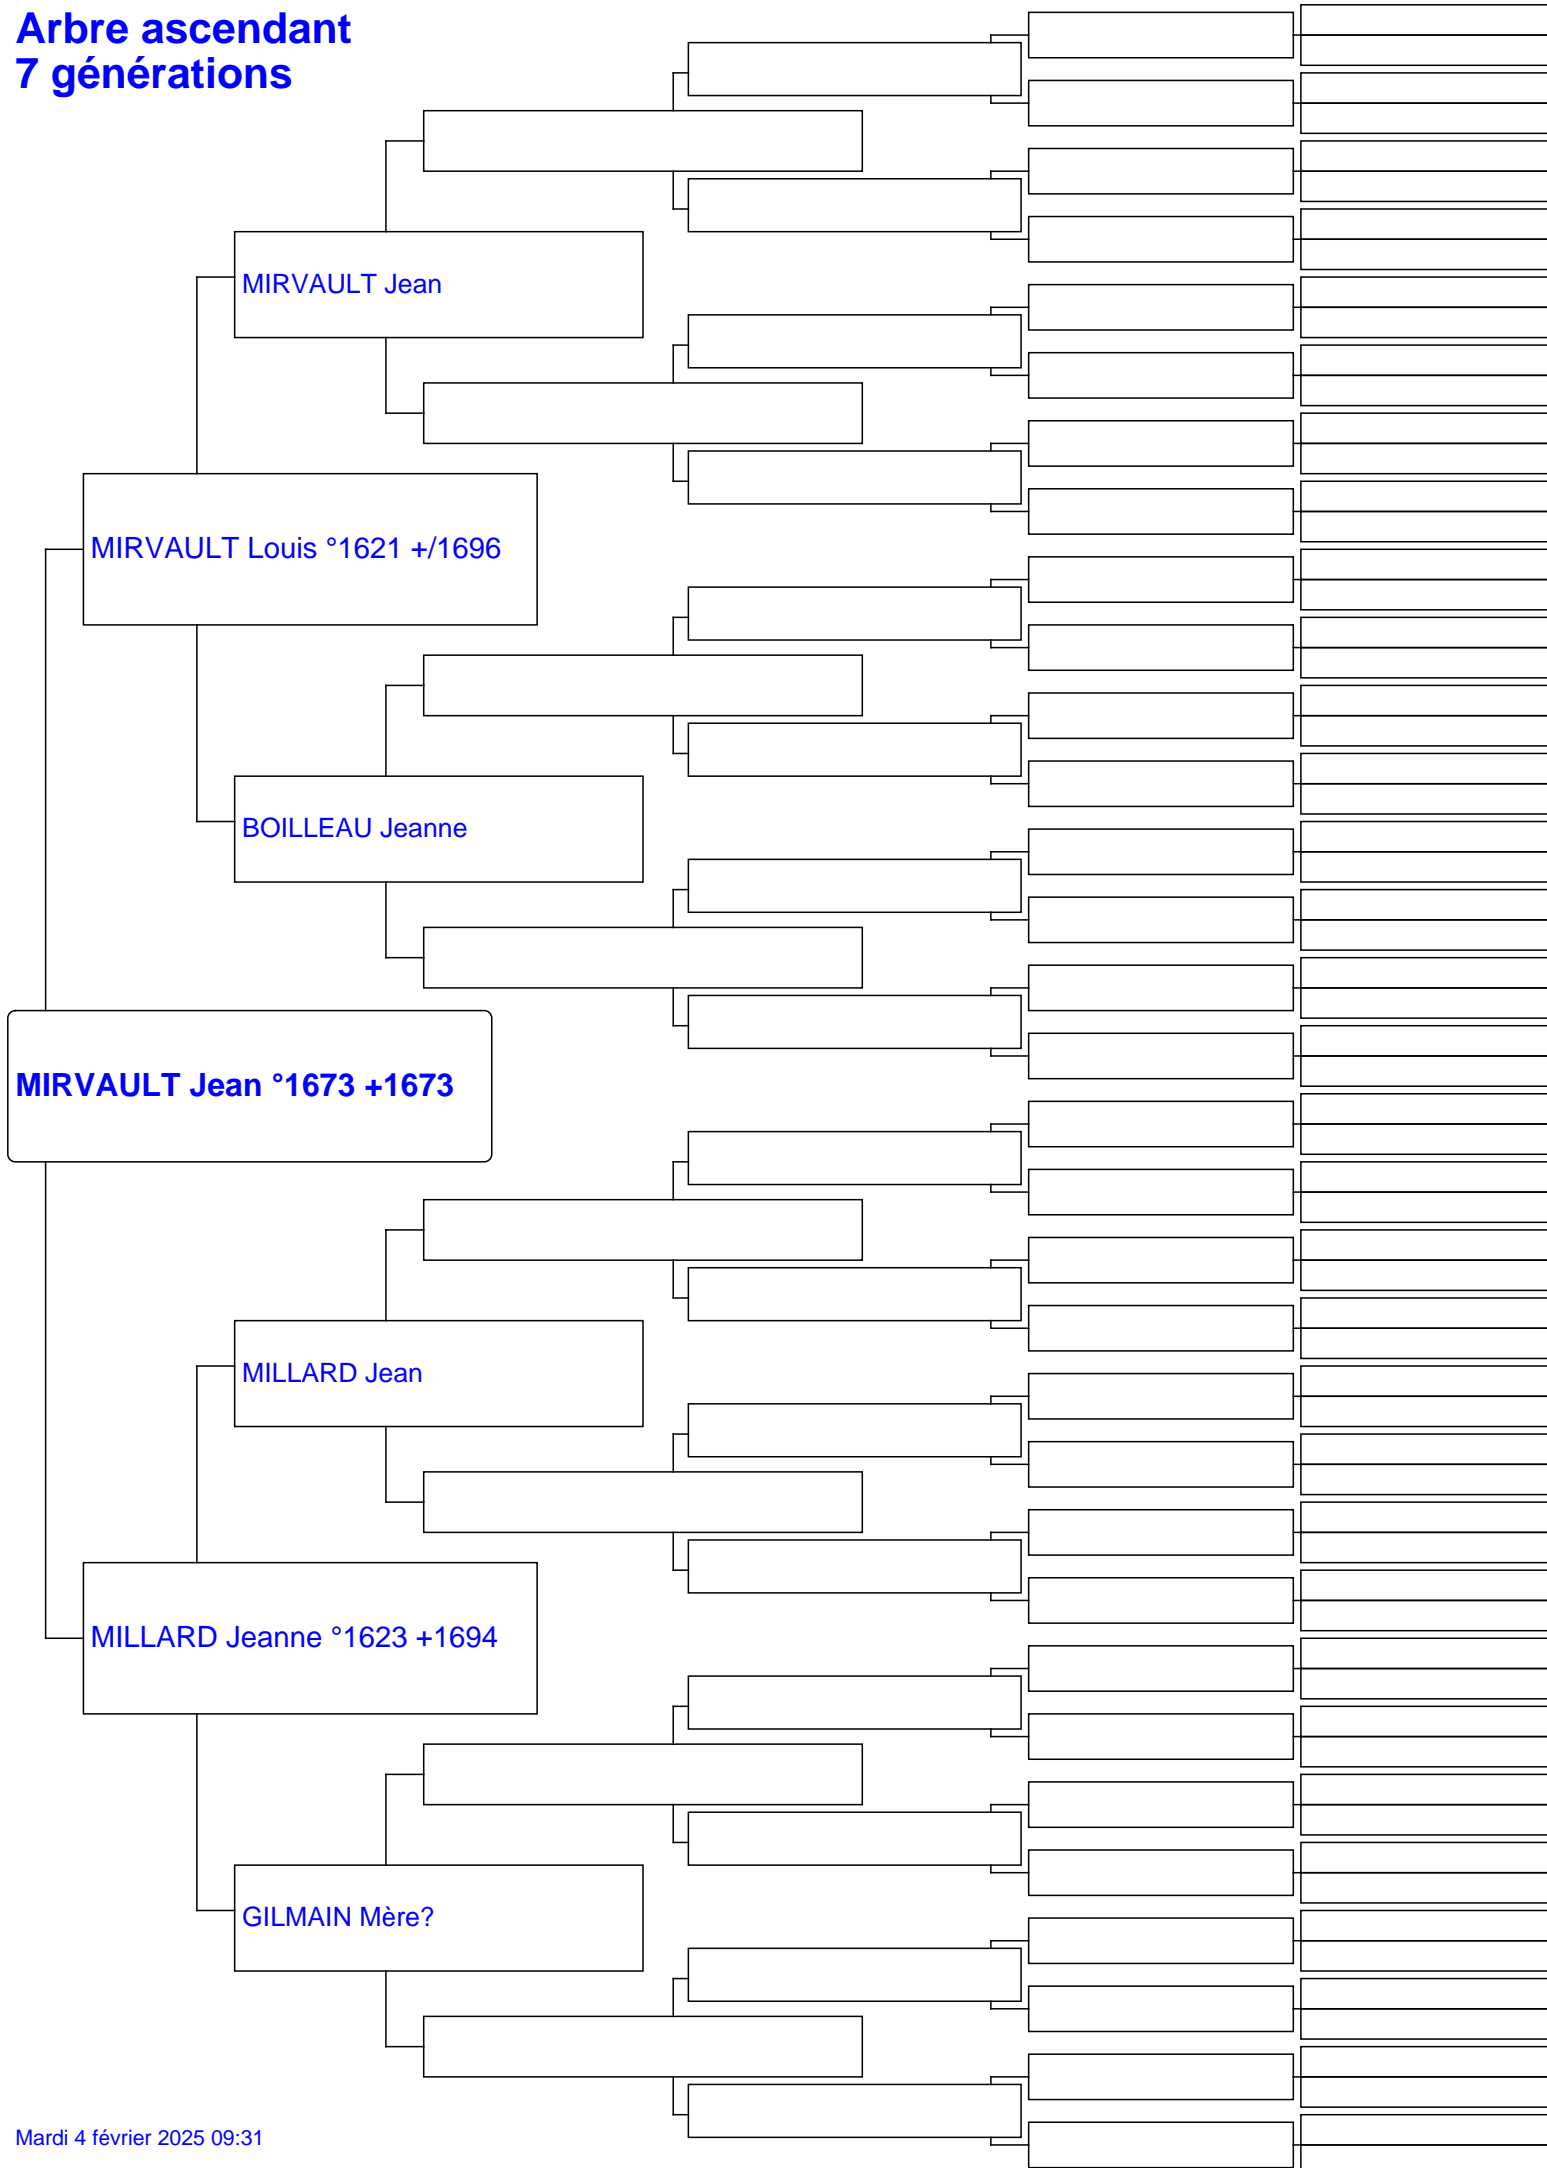 Arbre ascendant
7 générations
MIRVAULT Jean
MIRVAULT Louis °1621 +/1696
BOILLEAU Jeanne
MIRVAULT Jean °1673 +1673
MILLARD Jean
MILLARD Jeanne °1623 +1694
GILMAIN Mère?
Mardi 4 février 2025 09:31